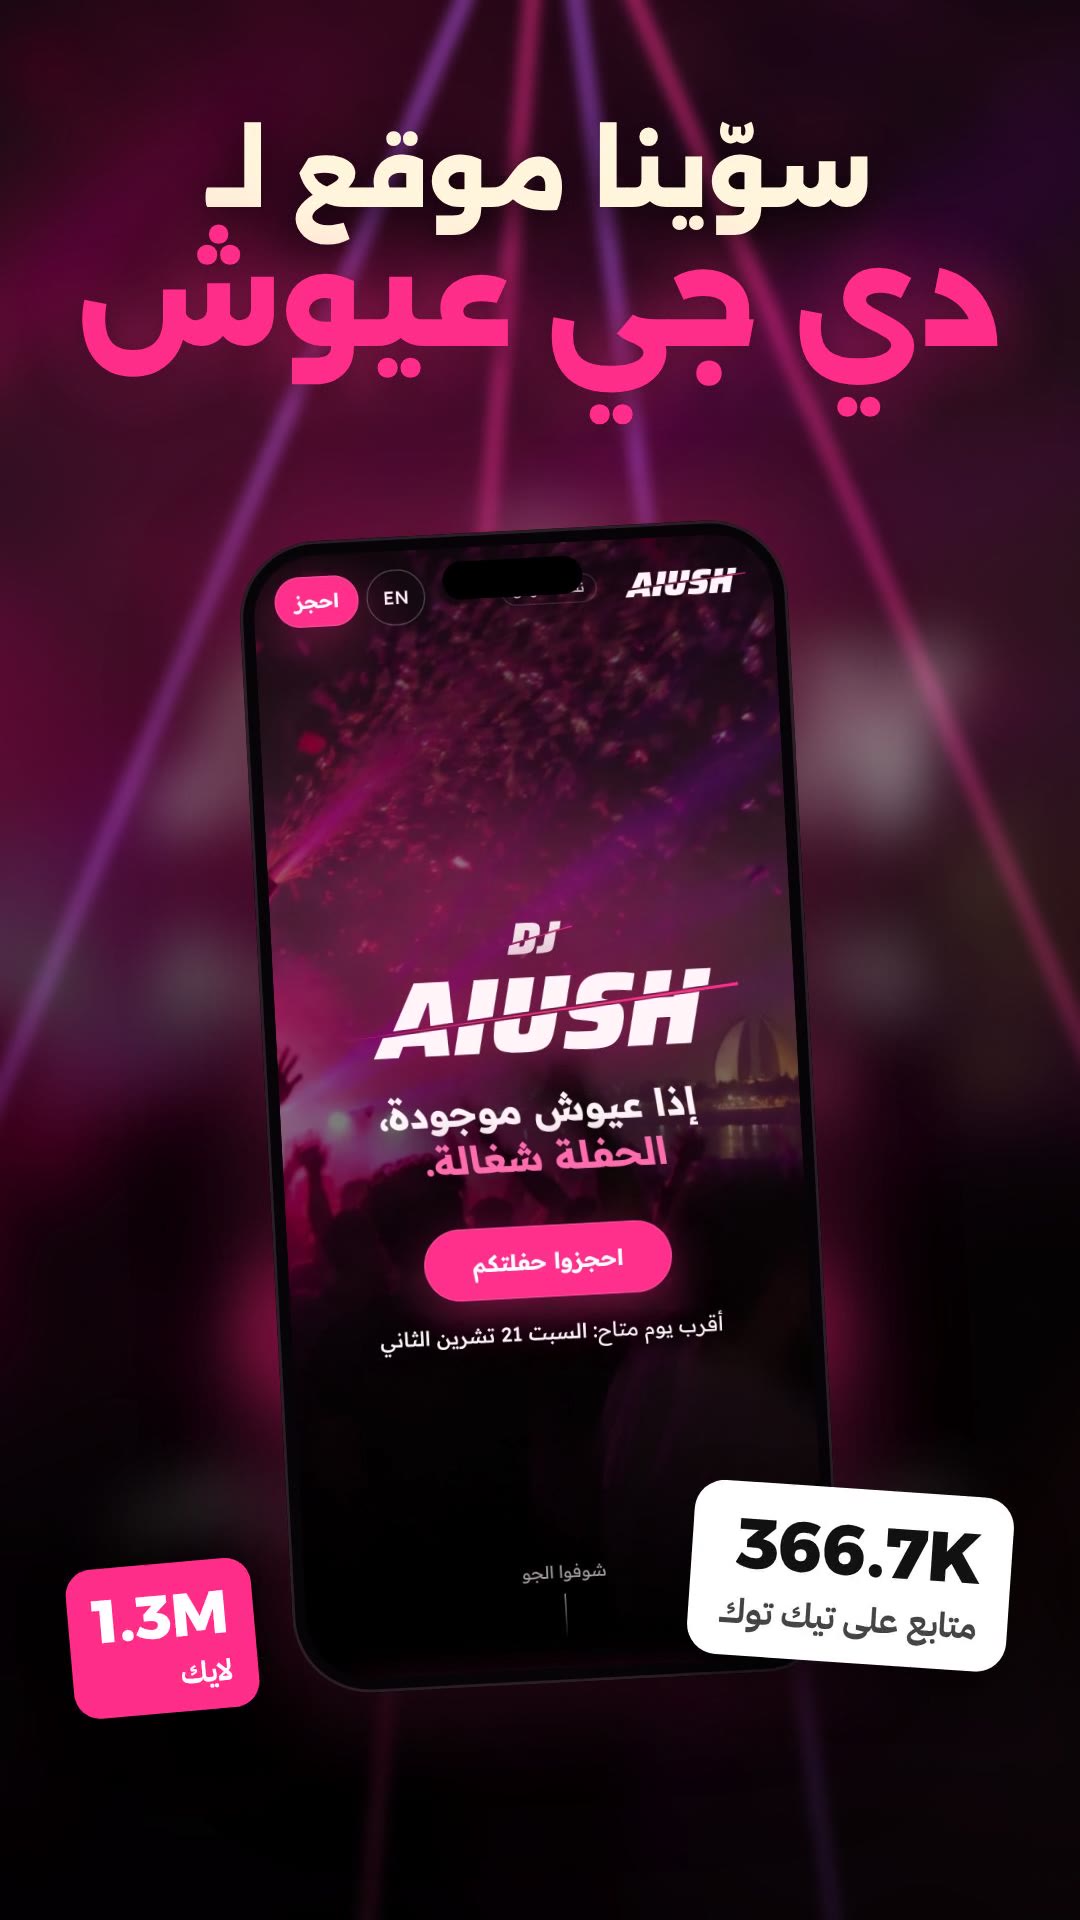 سوّينا موقع لـ
دي جي عيوش
AIUSH
EN
احجز
DJ
AIUSH
إذا عيوش موجودة،
الحفلة شغالة.
احجزوا حفلتكم
أقرب يوم متاح: السبت 21 تشرين الثاني
شوفوا الجو
366.7K
متابع على تيك توك
1.3M
لايك